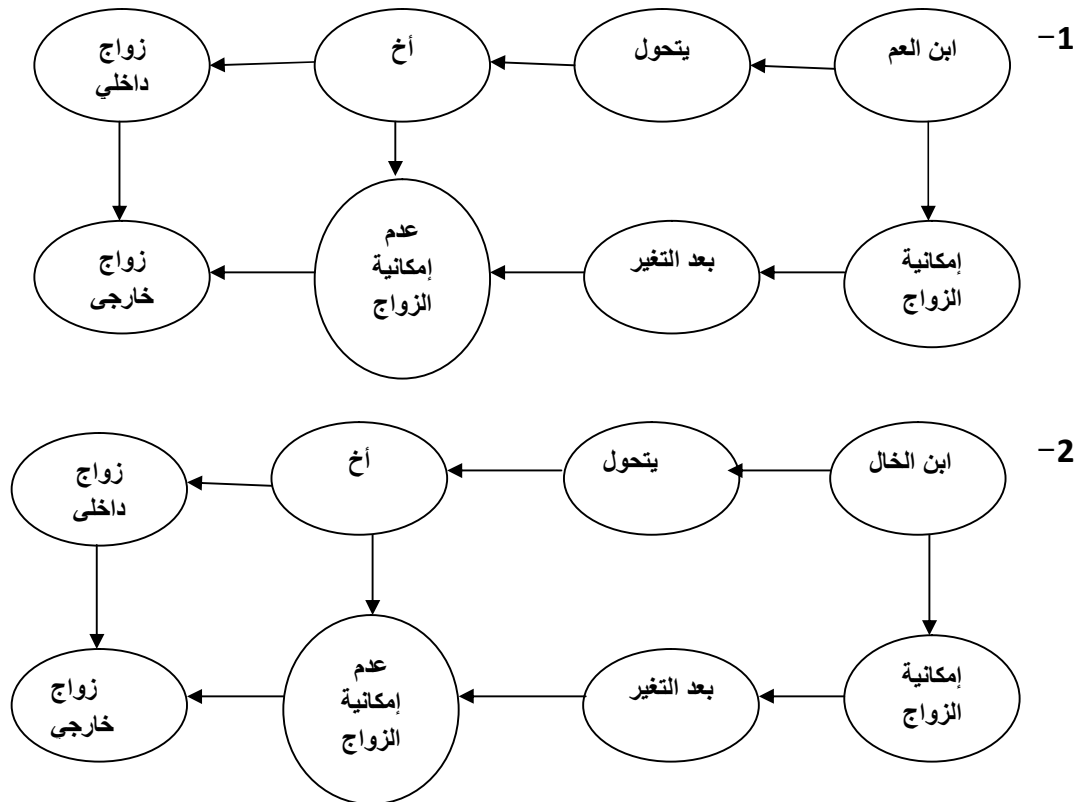 1–
ابن العم
يتحول
أخ
زواج
داخلي
إمكانية
الزواج
بعد التغير
عدم
إمكانية
الزواج
زواج
خارجى
2–
ابن الخال
يتحول
أخ
زواج
داخلى
إمكانية
الزواج
بعد التغير
عدم
إمكانية
الزواج
زواج
خارجي